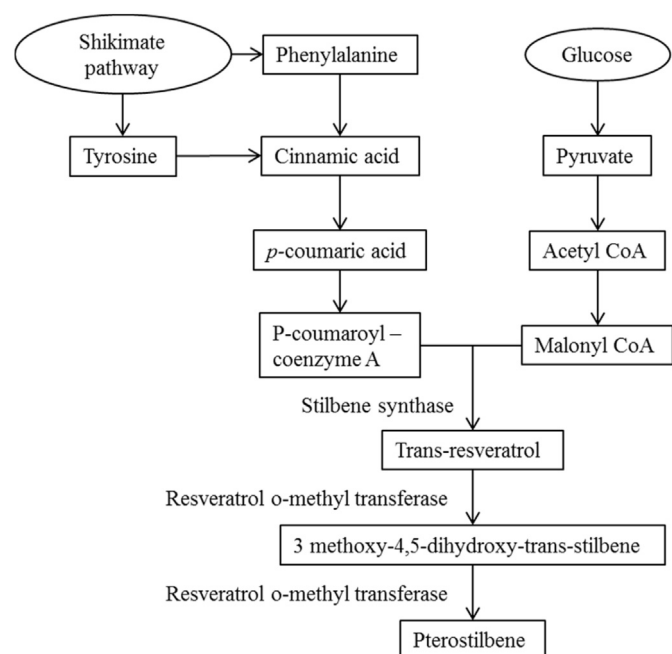 Shikimate
pathway
Phenylalanine
Glucose
Tyrosine
Cinnamic acid
Pyruvate
p-coumaric acid
Acetyl CoA
P-coumaroyl –
coenzyme A
Malonyl CoA
Stilbene synthase
Trans-resveratrol
Resveratrol o-methyl transferase
3 methoxy-4,5-dihydroxy-trans-stilbene
Resveratrol o-methyl transferase
Pterostilbene